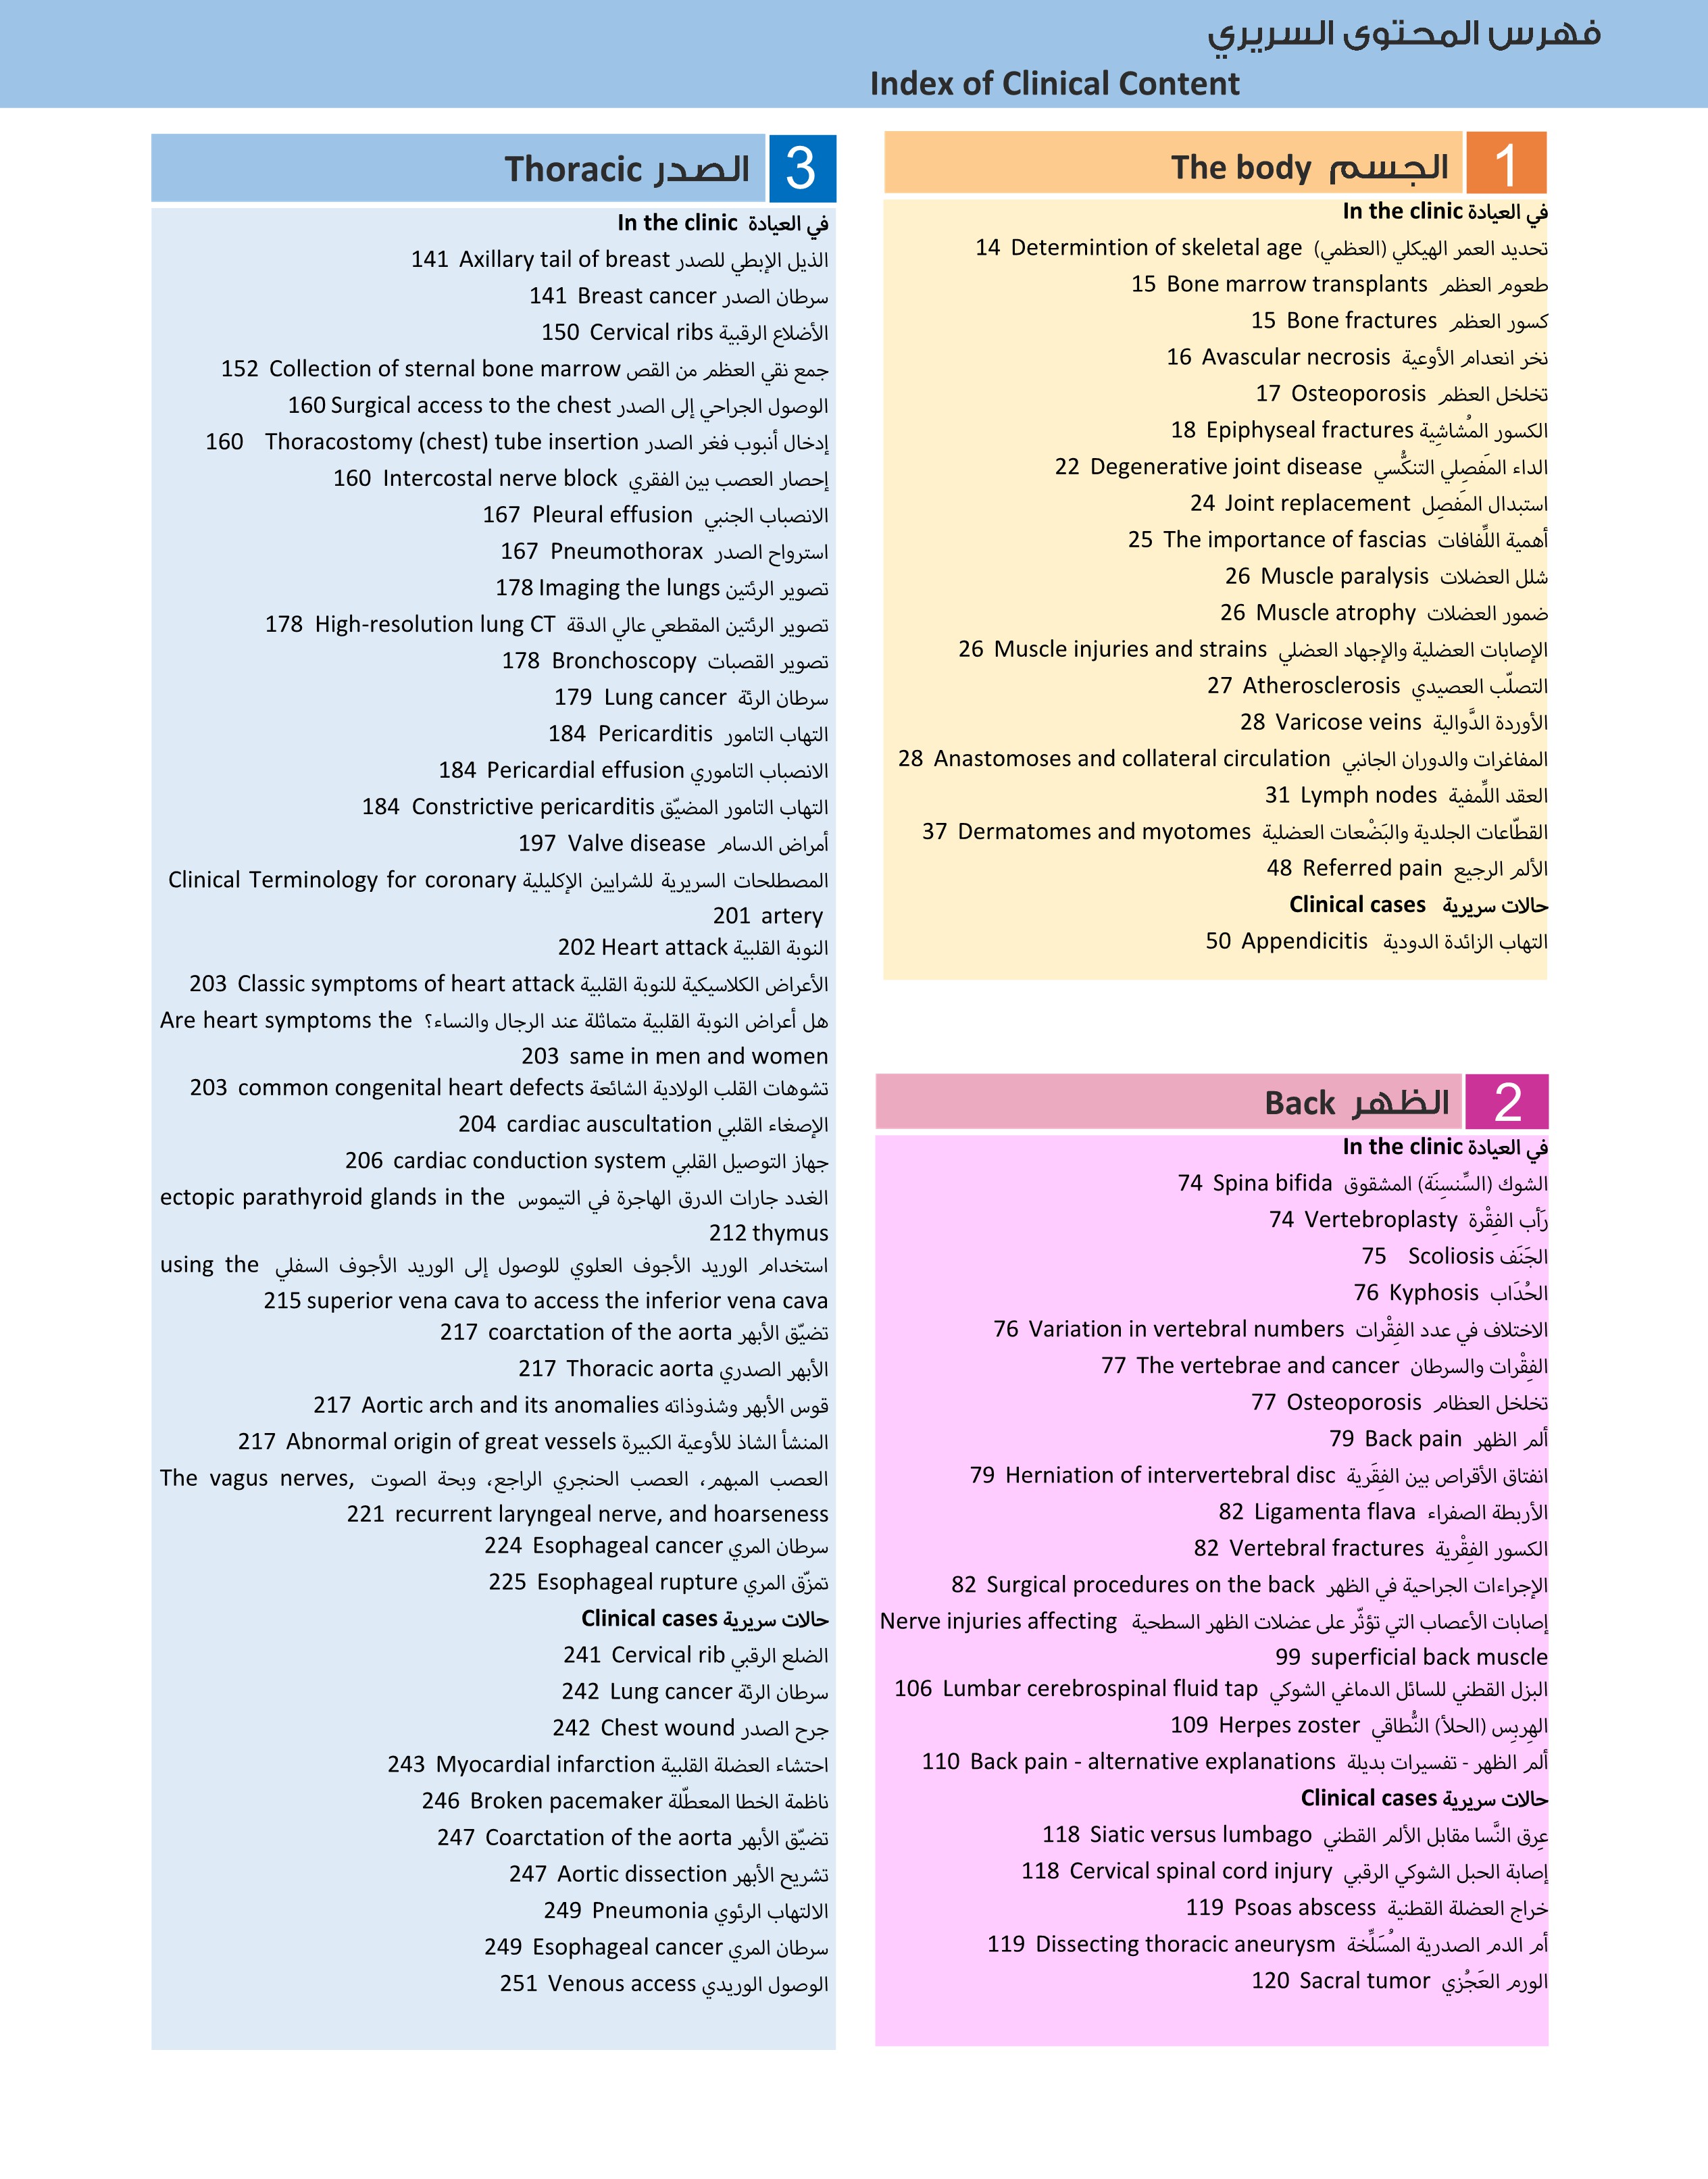 فهرس المحتوى السريري
Index of Clinical Content
1 الجسم The body
في العيادة In the clinic
تحديد العمر الهيكلي (العظمي) Determintion of skeletal age 14
طعوم العظم Bone marrow transplants 15
كسور العظم Bone fractures 15
نخر انعدام الأوعية Avascular necrosis 16
تخلخل العظم Osteoporosis 17
الكسور المُشاشِية Epiphyseal fractures 18
الداء المَفصِلي التنكُّسي Degenerative joint disease 22
استبدال المَفصِل Joint replacement 24
أهمية اللِّفافات The importance of fascias 25
شلل العضلات Muscle paralysis 26
ضمور العضلات Muscle atrophy 26
الإصابات العضلية والإجهاد العضلي Muscle injuries and strains 26
التصلّب العصيدي Atherosclerosis 27
الأوردة الدَّوالية Varicose veins 28
المفاغرات والدوران الجانبي Anastomoses and collateral circulation 28
العقد اللِّمفية Lymph nodes 31
القطّاعات الجلدية والبَضْعات العضلية Dermatomes and myotomes 37
الألم الرجيع Referred pain 48
حالات سريرية Clinical cases
التهاب الزائدة الدودية Appendicitis 50
2 الظهر Back
في العيادة In the clinic
الشوك (السِّنسِنَة) المشقوق Spina bifida 74
رَأب الفِقْرة Vertebroplasty 74
الجَنَف Scoliosis 75
الحُدَاب Kyphosis 76
الاختلاف في عدد الفِقْرات Variation in vertebral numbers 76
الفِقْرات والسرطان The vertebrae and cancer 77
تخلخل العظام Osteoporosis 77
ألم الظهر Back pain 79
انفتاق الأقراص بين الفِقَرية Herniation of intervertebral disc 79
الأربطة الصفراء Ligamenta flava 82
الكسور الفِقْرية Vertebral fractures 82
الإجراءات الجراحية في الظهر Surgical procedures on the back 82
إصابات الأعصاب التي تؤثّر على عضلات الظهر السطحية Nerve injuries affecting
superficial back muscle 99
البزل القطني للسائل الدماغي الشوكي Lumbar cerebrospinal fluid tap 106
الهِربِس (الحلأ) النُّطاقي Herpes zoster 109
ألم الظهر - تفسيرات بديلة Back pain - alternative explanations 110
حالات سريرية Clinical cases
عِرق النَّسا مقابل الألم القطني Siatic versus lumbago 118
إصابة الحبل الشوكي الرقبي Cervical spinal cord injury 118
خراج العضلة القطنية Psoas abscess 119
أم الدم الصدرية المُسَلِّخة Dissecting thoracic aneurysm 119
الورم العَجُزي Sacral tumor 120
3 الصدر Thoracic
في العيادة In the clinic
الذيل الإبطي للصدر Axillary tail of breast 141
سرطان الصدر Breast cancer 141
الأضلاع الرقبية Cervical ribs 150
جمع نقي العظم من القص Collection of sternal bone marrow 152
الوصول الجراحي إلى الصدر Surgical access to the chest 160
إدخال أنبوب فغر الصدر Thoracostomy (chest) tube insertion 160
إحصار العصب بين الفقري Intercostal nerve block 160
الانصباب الجنبي Pleural effusion 167
استرواح الصدر Pneumothorax 167
تصوير الرئتين Imaging the lungs 178
تصوير الرئتين المقطعي عالي الدقة High-resolution lung CT 178
تصوير القصبات Bronchoscopy 178
سرطان الرئة Lung cancer 179
التهاب التامور Pericarditis 184
الانصباب التاموري Pericardial effusion 184
التهاب التامور المضيّق Constrictive pericarditis 184
أمراض الدسام Valve disease 197
المصطلحات السريرية للشرايين الإكليلية Clinical Terminology for coronary
artery 201
النوبة القلبية Heart attack 202
الأعراض الكلاسيكية للنوبة القلبية Classic symptoms of heart attack 203
هل أعراض النوبة القلبية متماثلة عند الرجال والنساء؟ Are heart symptoms the
same in men and women 203
تشوهات القلب الولادية الشائعة common congenital heart defects 203
الإصغاء القلبي cardiac auscultation 204
جهاز التوصيل القلبي cardiac conduction system 206
الغدد جارات الدرق الهاجرة في التيموس ectopic parathyroid glands in the
thymus 212
استخدام الوريد الأجوف العلوي للوصول إلى الوريد الأجوف السفلي using the
superior vena cava to access the inferior vena cava 215
تضيّق الأبهر coarctation of the aorta 217
الأبهر الصدري Thoracic aorta 217
قوس الأبهر وشذوذاته Aortic arch and its anomalies 217
المنشأ الشاذ للأوعية الكبيرة Abnormal origin of great vessels 217
العصب المبهم، العصب الحنجري الراجع، وبحة الصوت The vagus nerves,
recurrent laryngeal nerve, and hoarseness 221
سرطان المري Esophageal cancer 224
تمزّق المري Esophageal rupture 225
حالات سريرية Clinical cases
الضلع الرقبي Cervical rib 241
سرطان الرئة Lung cancer 242
جرح الصدر Chest wound 242
احتشاء العضلة القلبية Myocardial infarction 243
ناظمة الخطا المعطّلة Broken pacemaker 246
تضيّق الأبهر Coarctation of the aorta 247
تشريح الأبهر Aortic dissection 247
الالتهاب الرئوي Pneumonia 249
سرطان المري Esophageal cancer 249
الوصول الوريدي Venous access 251